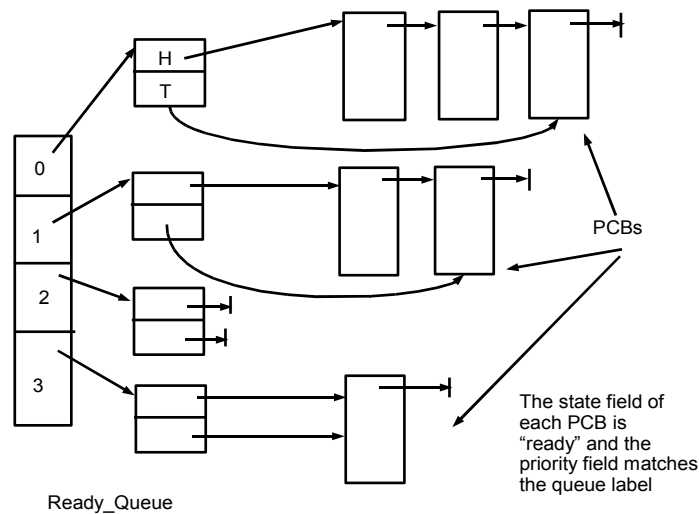 H
T
0
1
2
3
PCBs
The state field of
each PCB is
“ready” and the
priority field matches
the queue label
Ready_Queue